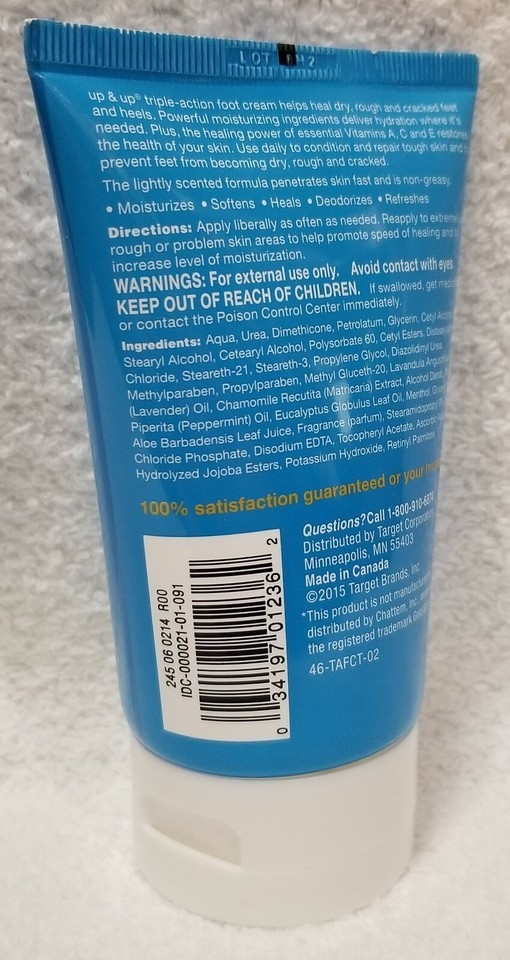 LOT
up & up® triple-action foot cream helps heal dry, rough and cracked feet
and heels. Powerful moisturizing ingredients deliver hydration where it's
needed. Plus, the healing power of essential Vitamins A, C and E restores
the health of your skin. Use daily to condition and repair tough skin and
prevent feet from becoming dry, rough and cracked.
The lightly scented formula penetrates skin fast and is non-greasy.
• Moisturizes • Softens • Heals • Deodorizes • Refreshes
Directions: Apply liberally as often as needed. Reapply to extremely
rough or problem skin areas to help promote speed of healing and to
increase level of moisturization.
WARNINGS: For external use only. Avoid contact with eyes.
KEEP OUT OF REACH OF CHILDREN. If swallowed, get
or contact the Poison Control Center immediately.
Ingredients: Aqua, Urea, Dimethicone, Petrolatum, Glycerin, Cetyl
Stearyl Alcohol, Cetearyl Alcohol, Polysorbate 60, Cetyl Esters,
Chloride, Steareth-21, Steareth-3, Propylene Glycol, Diazolidinyl Urea,
Methylparaben, Propylparaben, Methyl Gluceth-20, Lavandula
(Lavender) Oil, Chamomile Recutita (Matricaria) Extract, Alcohol Denat,
Piperita (Peppermint) Oil, Eucalyptus Globulus Leaf Oil, Menthol,
Aloe Barbadensis Leaf Juice, Fragrance (parfum),
Chloride Phosphate, Disodium EDTA, Tocopheryl Acetate,
Hydrolyzed Jojoba Esters, Potassium Hydroxide, Retinyl Palmitate
100% satisfaction guaranteed or your
Questions? Call 1-800-910-6874
Distributed by Target Corporation
Minneapolis, MN 55403
Made in Canada
©2015 Target Brands, Inc.
*This product is not manufactured
distributed by Chattem, Inc.,
the registered trademark Gold
46-TAFCT-02
245 06 0214 R00
IDC-000021-01-091
0 34197 01236 2